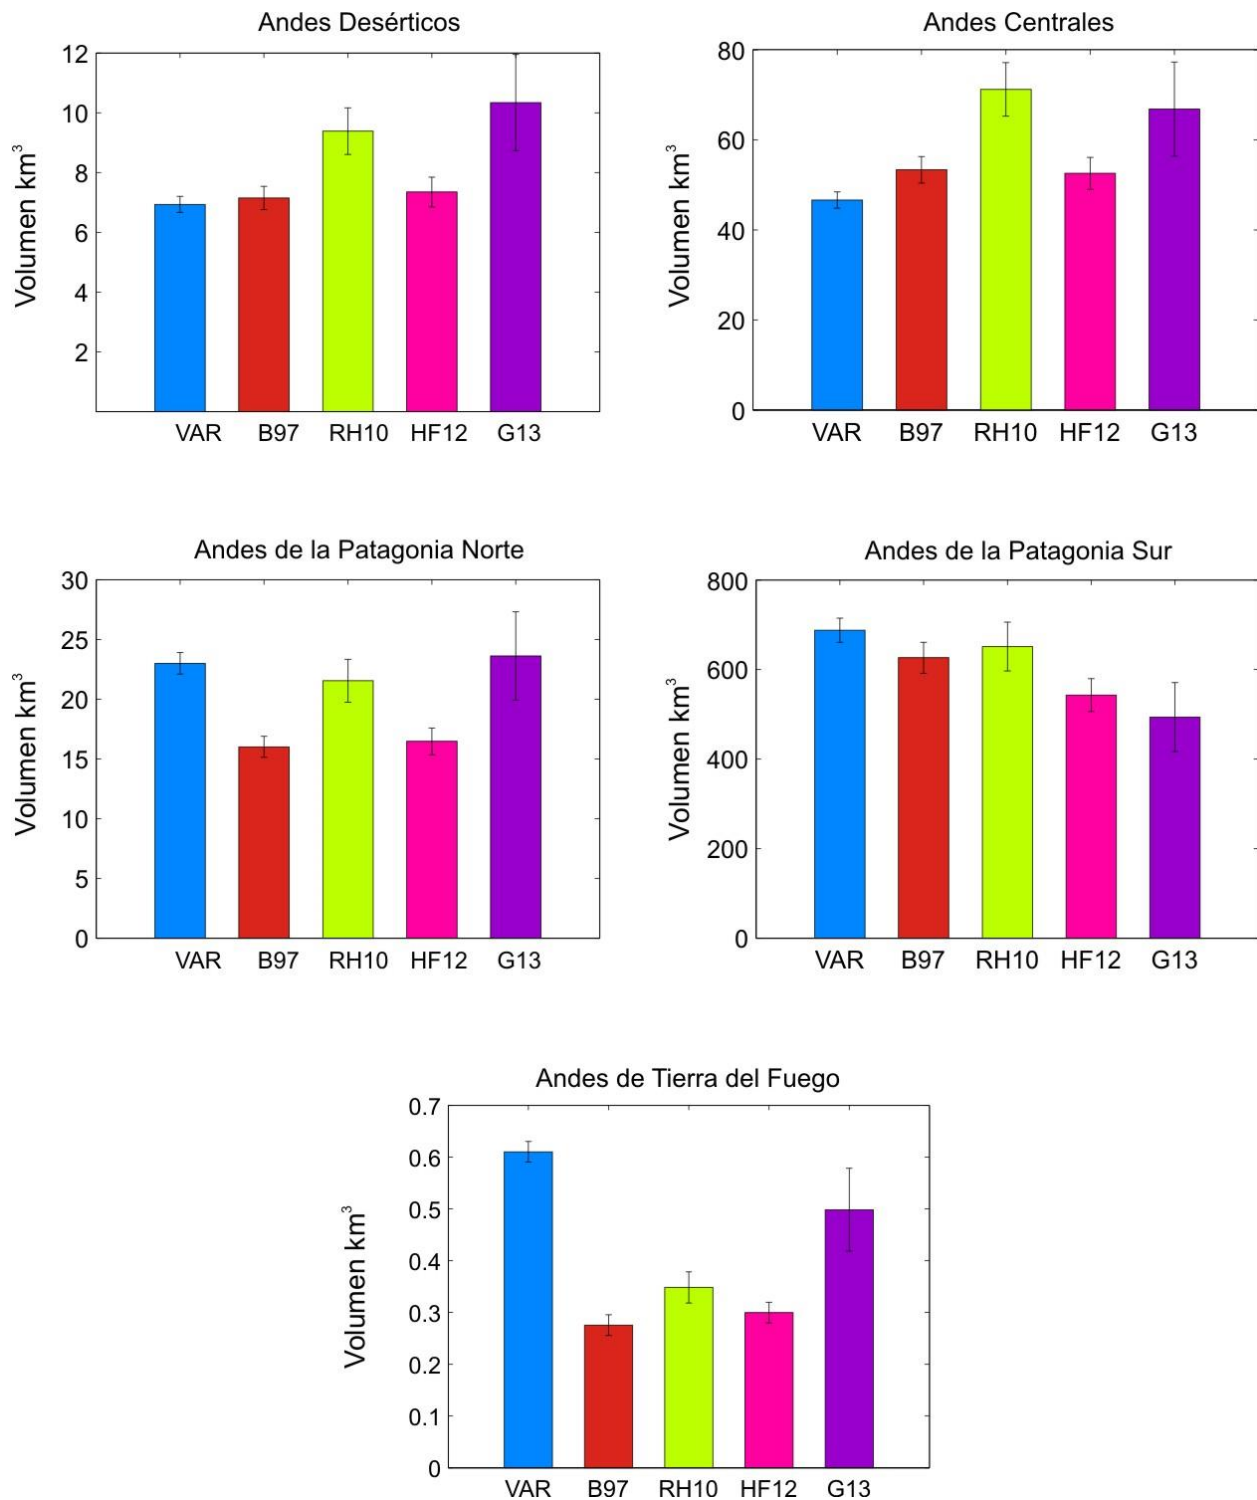 Andes Desérticos
12
10
8
6
4
2
Volumen km³
VAR B97 RH10 HF12 G13
Andes Centrales
80
60
40
20
0
Volumen km³
VAR B97 RH10 HF12 G13
Andes de la Patagonia Norte
30
25
20
15
10
5
0
Volumen km³
VAR B97 RH10 HF12 G13
Andes de la Patagonia Sur
800
600
400
200
0
Volumen km³
VAR B97 RH10 HF12 G13
Andes de Tierra del Fuego
0.7
0.6
0.5
0.4
0.3
0.2
0.1
0
Volumen km³
VAR B97 RH10 HF12 G13